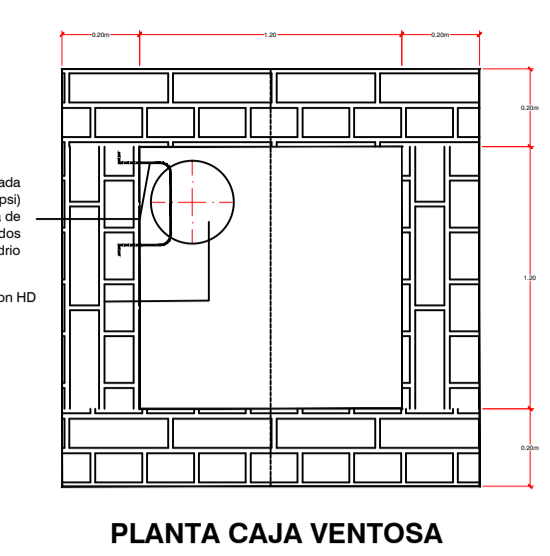 0.20m 1.20 0.20m
0.20m
ada
psi)
de
dos
drio
1.20
on HD
0.20m
PLANTA CAJA VENTOSA